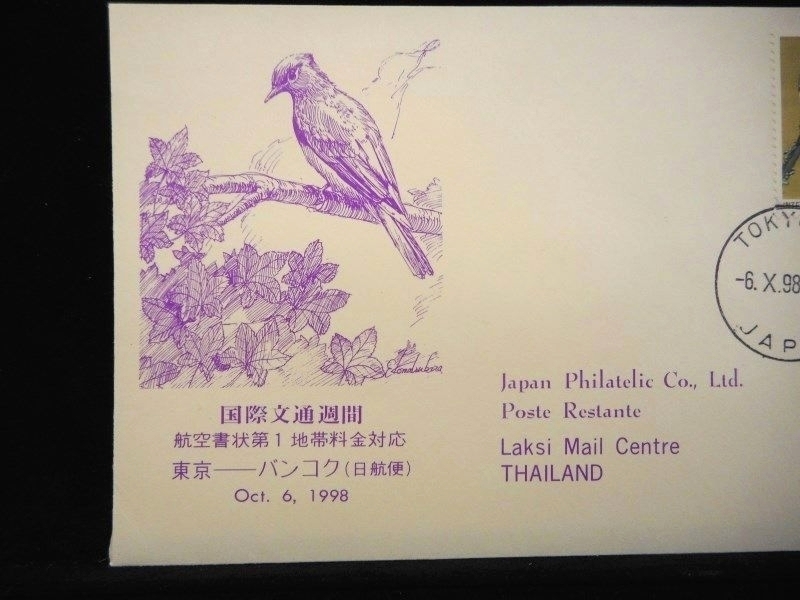 国際文通週間
航空書状第1地帯料金対応
東京──バンコク(日航便)
Oct. 6, 1998
Japan Philatelic Co., Ltd.
Poste Restante
Laksi Mail Centre
THAILAND
TOKYO
-6.X.98
JAP